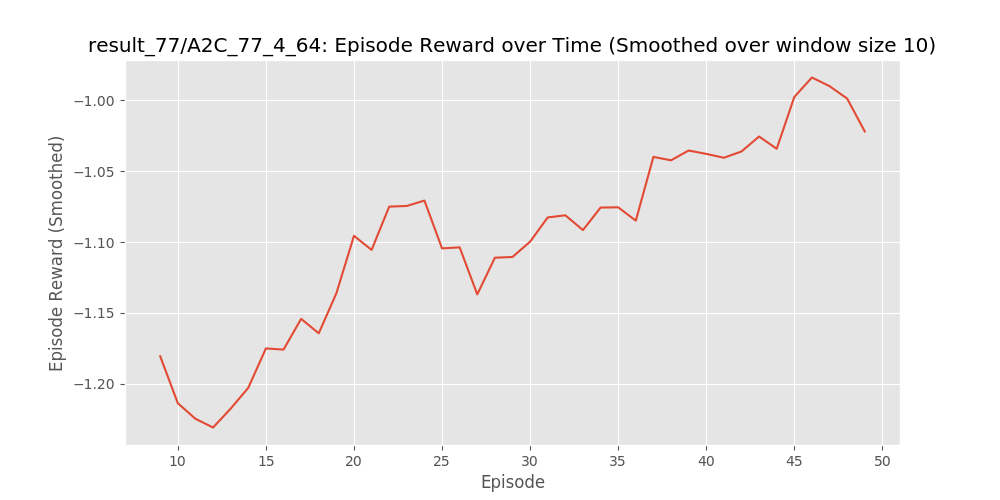 result_77/A2C_77_4_64: Episode Reward over Time (Smoothed over window size 10)
Episode Reward (Smoothed)
−1.00
−1.05
−1.10
−1.15
−1.20
10 15 20 25 30 35 40 45 50
Episode